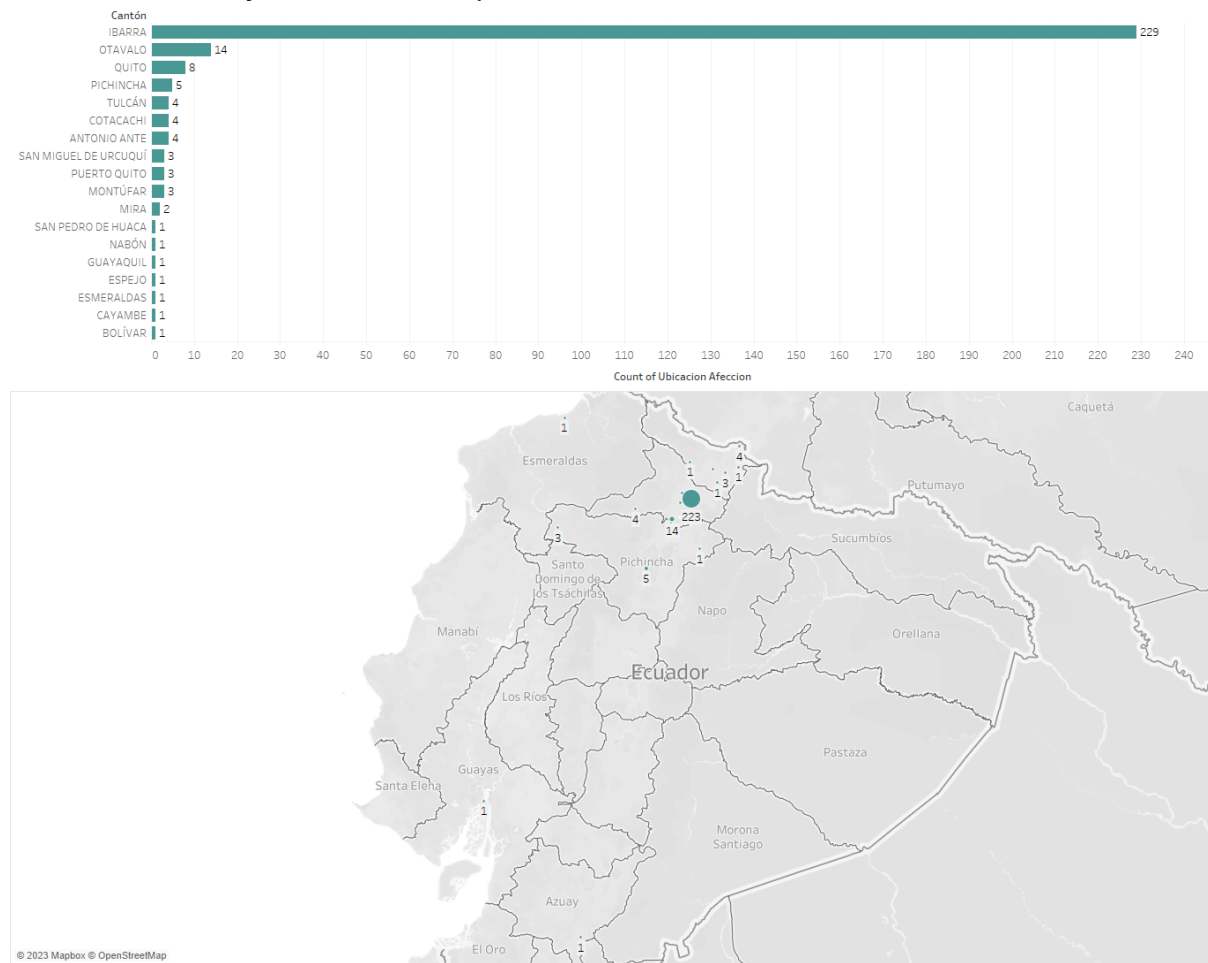 Cantón
IBARRA 229
OTAVALO 14
QUITO 8
PICHINCHA 5
TULCÁN 4
COTACACHI 4
ANTONIO ANTE 4
SAN MIGUEL DE URCUQUÍ 3
PUERTO QUITO 3
MONTÚFAR 3
MIRA 2
SAN PEDRO DE HUACA 1
NABÓN 1
GUAYAQUIL 1
ESPEJO 1
ESMERALDAS 1
CAYAMBE 1
BOLÍVAR 1
0 10 20 30 40 50 60 70 80 90 100 110 120 130 140 150 160 170 180 190 200 210 220 230 240
Count of Ubicacion Afeccion
Caquetá
1
4
Esmeraldas
1
1
3
Putumayo
1
223
4
14
3
Sucumbíos
1
Pichincha
Santo
Domingo de
los Tsáchilas
5
Napo
Manabí
Orellana
Ecuador
Los Ríos
Pastaza
Guayas
Santa Elena
1
Morona
Santiago
Azuay
El Oro
1
© 2023 Mapbox © OpenStreetMap